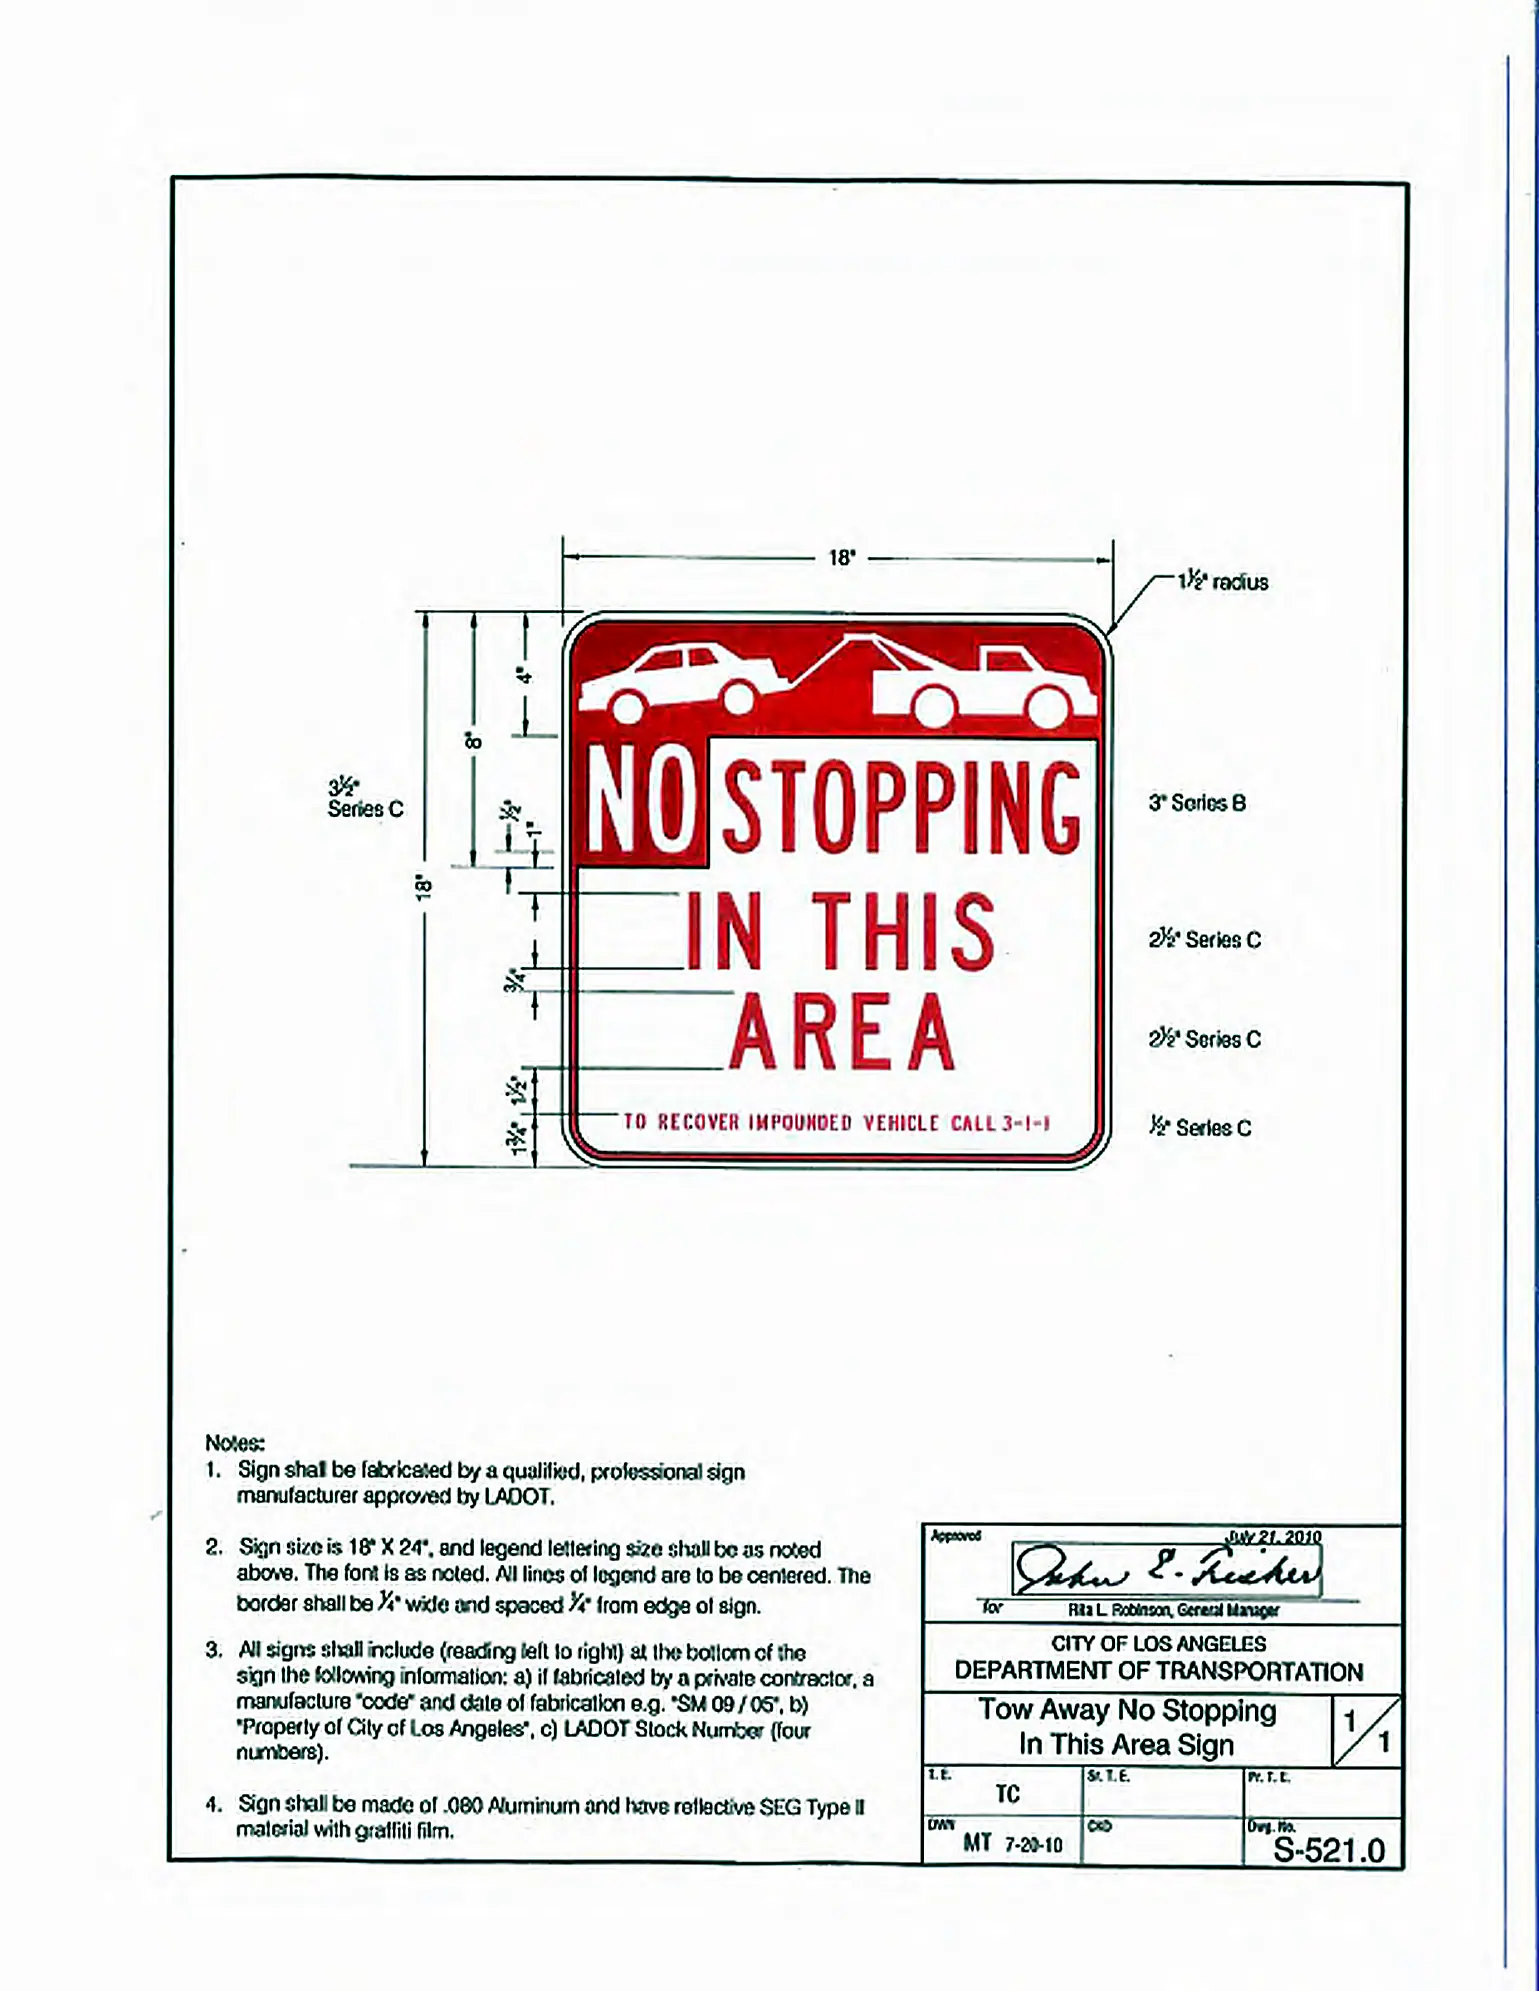 18"
1½" radius
4"
8"
3½"
Series C
½"
1"
18"
NO STOPPING
3" Series B
IN THIS
2½" Series C
¾"
AREA
2½" Series C
1½"
TO RECOVER IMPOUNDED VEHICLE CALL 3-1-1
½" Series C
1¾"
Notes:
1. Sign shall be fabricated by a qualified, professional sign
manufacturer approved by LADOT.
2. Sign size is 18" X 24", and legend lettering size shall be as noted
above. The font is as noted. All lines of legend are to be centered. The
border shall be ¼" wide and spaced ¼" from edge of sign.
3. All signs shall include (reading left to right) at the bottom of the
sign the following information: a) if fabricated by a private contractor, a
manufacture "code" and date of fabrication e.g. "SM 09 / 05", b)
"Property of City of Los Angeles", c) LADOT Stock Number (four
numbers).
4. Sign shall be made of .080 Aluminum and have reflective SEG Type II
material with graffiti film.
Approved July 21, 2010
John E. Fisher
for Rita L. Robinson, General Manager
CITY OF LOS ANGELES
DEPARTMENT OF TRANSPORTATION
Tow Away No Stopping
In This Area Sign
1/1
T.E. TC
Sr. T.E.
Pr. T.E.
DWN MT 7-20-10
CKD
Dwg. No. S-521.0